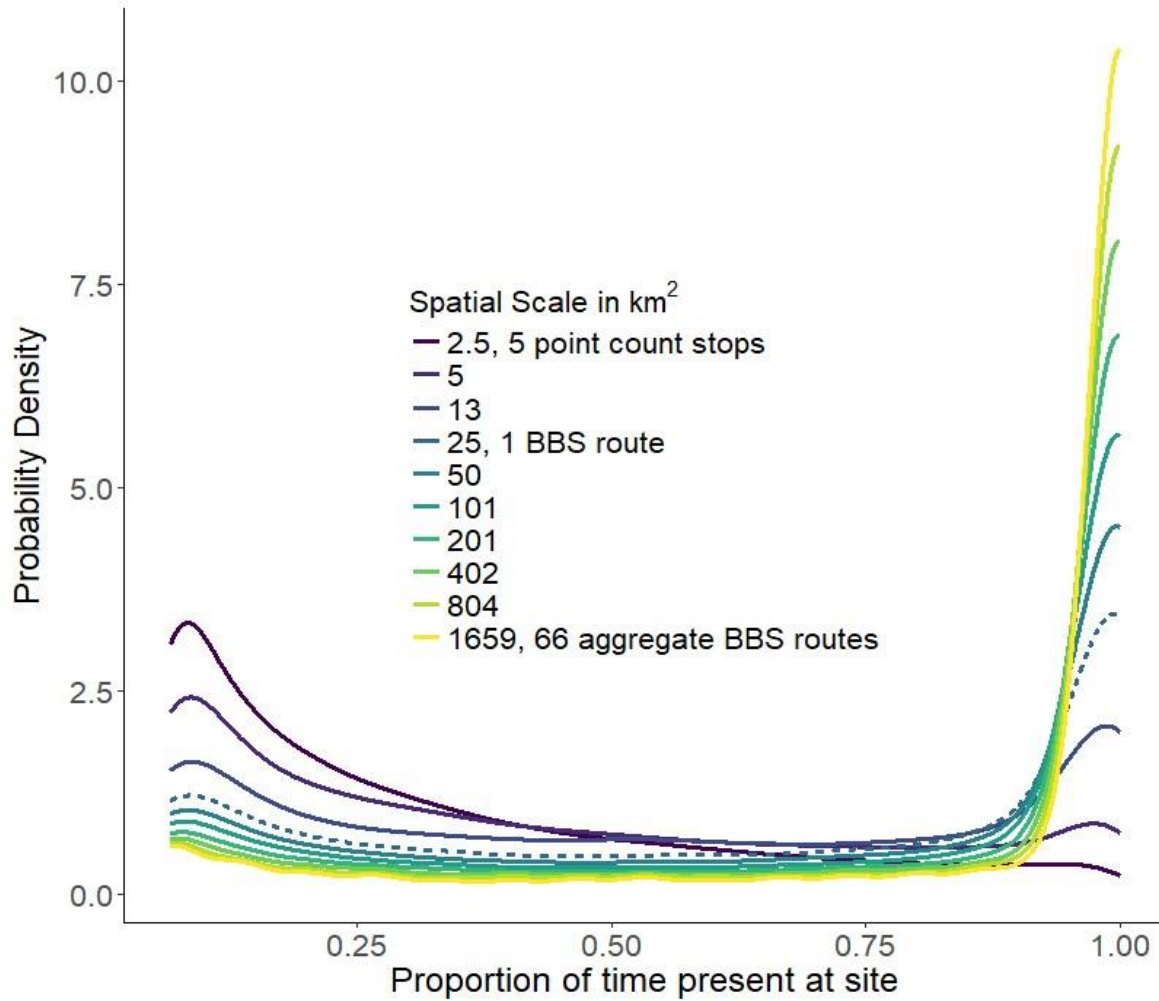 10.0
7.5
5.0
2.5
0.0
Probability Density
Spatial Scale in km²
2.5, 5 point count stops
5
13
25, 1 BBS route
50
101
201
402
804
1659, 66 aggregate BBS routes
0.25 0.50 0.75 1.00
Proportion of time present at site